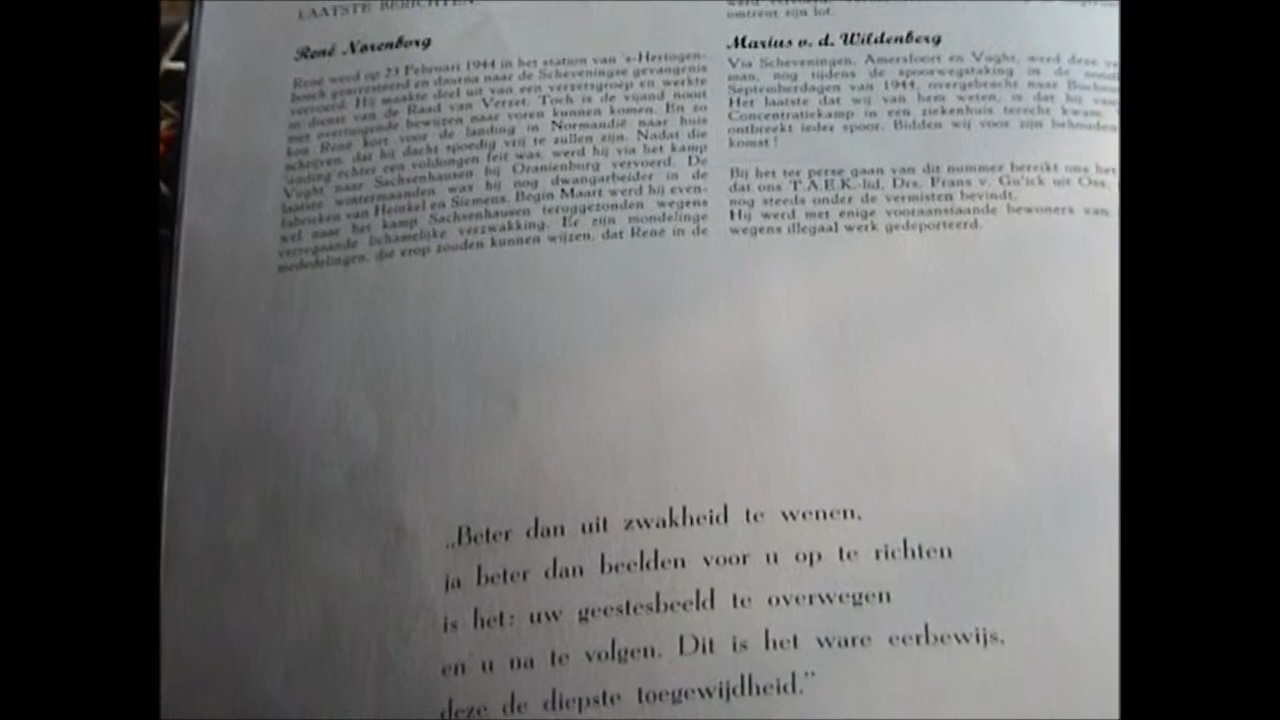 LAATSTE BERICHTEN.
René Norenborg
René werd op 23 Februari 1944 in het station van 's-Hertogen-
bosch gearresteerd en daarna naar de Scheveningse gevangenis
vervoerd. Hij maakte deel uit van een verzetsgroep en werkte
in dienst van de Raad van Verzet. Toch is de vijand nooit
met overtuigende bewijzen naar voren kunnen komen. En zo
kon René kort voor de landing in Normandië naar huis
schrijven, dat hij dacht spoedig vrij te zullen zijn. Nadat die
landing echter een voldongen feit was, werd hij via het kamp
Vught naar Sachsenhausen bij Oranienburg vervoerd. De
laatste wintermaanden was hij nog dwangarbeider in de
fabrieken van Heinkel en Siemens. Begin Maart werd hij even-
wel naar het kamp Sachsenhausen teruggezonden wegens
verregaande lichamelijke verzwakking. Er zijn mondelinge
mededelingen, die erop zouden kunnen wijzen, dat René in de
omtrent zijn lot.
Marius v. d. Wildenberg
Via Scheveningen, Amersfoort en Vught, werd deze
man, nog tijdens de spoorwegstaking in de
Septemberdagen van 1944, overgebracht naar
Het laatste dat wij van hem weten, is dat hij
Concentratiekamp in een ziekenhuis terecht kwam.
ontbreekt ieder spoor. Bidden wij voor zijn behouden
komst !
Bij het ter perse gaan van dit nummer bereikt ons het
dat ons T.A.E.K.-lid, Drs. Frans v. Gulick uit Oss,
nog steeds onder de vermisten bevindt.
Hij werd met enige vooraanstaande bewoners van
wegens illegaal werk gedeporteerd.
„Beter dan uit zwakheid te wenen,
ja beter dan beelden voor u op te richten
is het: uw geestesbeeld te overwegen
en u na te volgen. Dit is het ware eerbewijs,
deze de diepste toegewijdheid.”